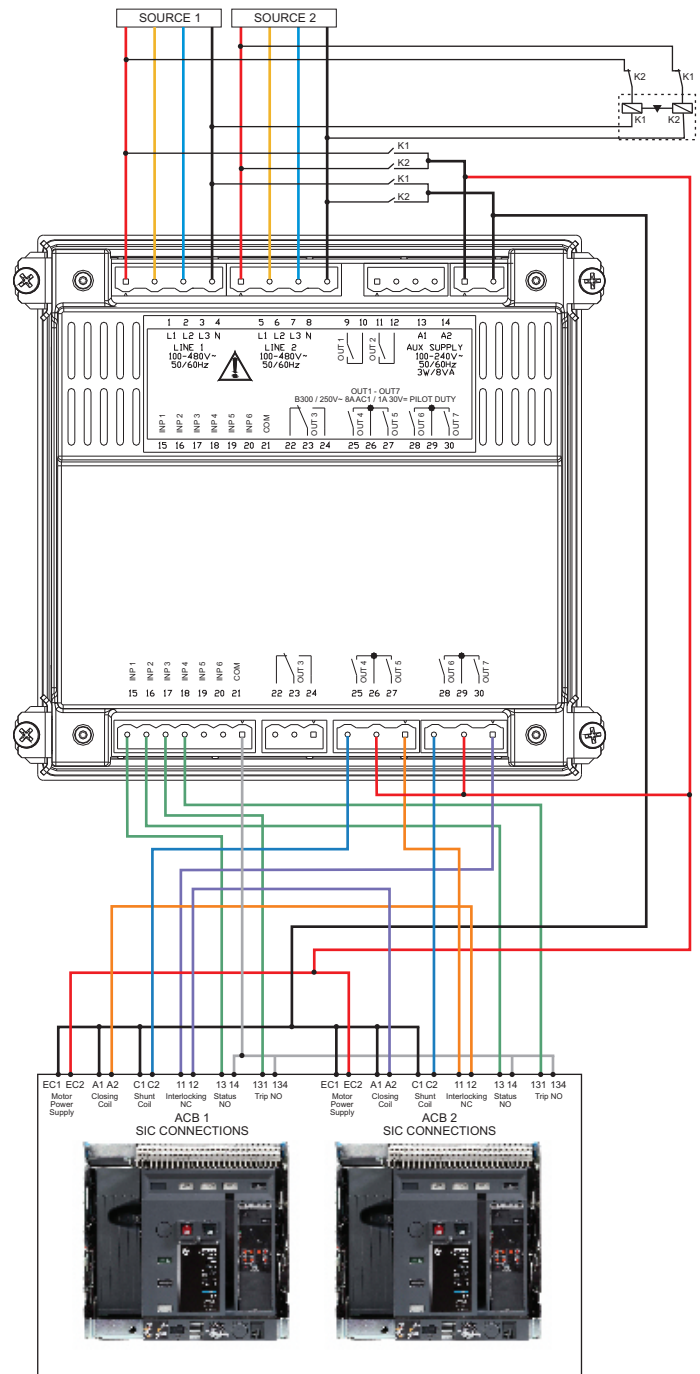 SOURCE 1
SOURCE 2
K2
K1
K1
K2
K1
K2
K1
K2
1 2 3 4
5 6 7 8
9 10 11 12
13 14
L1 L2 L3 N
L1 L2 L3 N
OUT 1
OUT 2
A1 A2
LINE 1
LINE 2
AUX SUPPLY
100-480V~
100-480V~
100-240V~
50/60Hz
50/60Hz
50/60Hz
3W/8VA
OUT1 - OUT7
B300 / 250V~ 8A AC1 / 1A 30V= PILOT DUTY
INP 1
INP 2
INP 3
INP 4
INP 5
INP 6
COM
OUT 3
OUT 4
OUT 5
OUT 6
OUT 7
15 16 17 18 19 20 21
22 23 24
25 26 27
28 29 30
INP 1
INP 2
INP 3
INP 4
INP 5
INP 6
COM
OUT 3
OUT 4
OUT 5
OUT 6
OUT 7
15 16 17 18 19 20 21
22 23 24
25 26 27
28 29 30
EC1 EC2 A1 A2 C1 C2 11 12 13 14 131 134
Motor Power Supply
Closing Coil
Shunt Coil
Interlocking NC
Status NO
Trip NO
ACB 1
SIC CONNECTIONS
EC1 EC2 A1 A2 C1 C2 11 12 13 14 131 134
Motor Power Supply
Closing Coil
Shunt Coil
Interlocking NC
Status NO
Trip NO
ACB 2
SIC CONNECTIONS